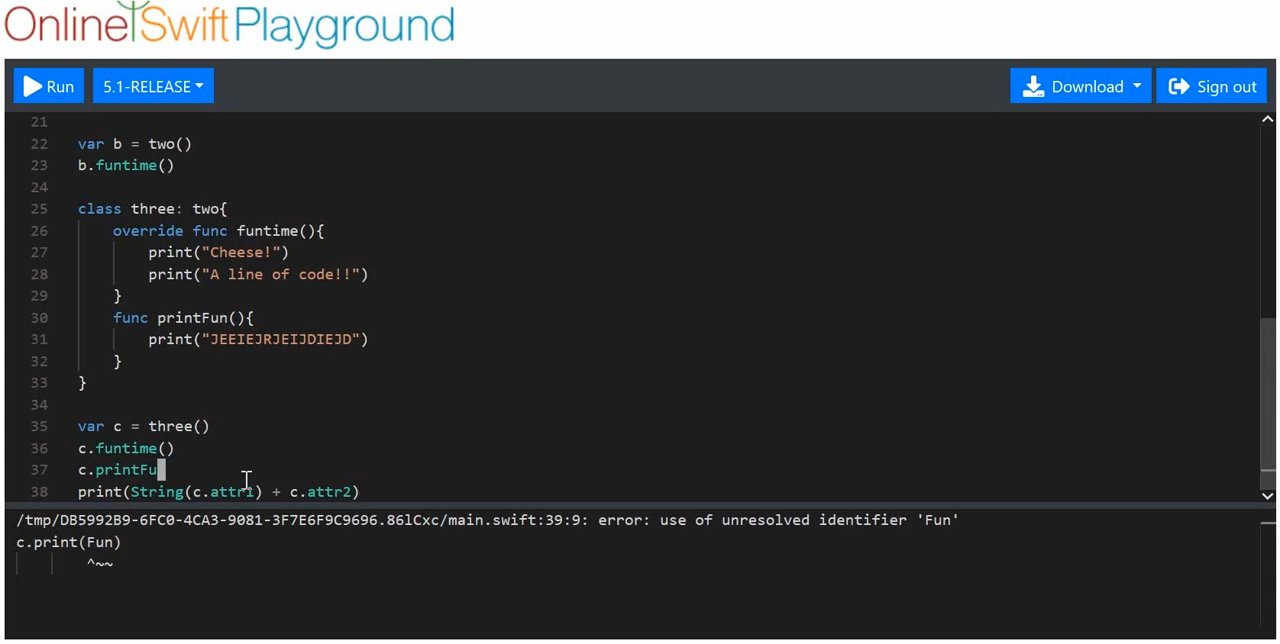 Online Swift Playground
Run 5.1-RELEASE Download Sign out
21
22 var b = two()
23 b.funtime()
24
25 class three: two{
26 override func funtime(){
27 print("Cheese!")
28 print("A line of code!!")
29 }
30 func printFun(){
31 print("JEEIEJRJEIJDIEJD")
32 }
33 }
34
35 var c = three()
36 c.funtime()
37 c.printFu
38 print(String(c.attr1) + c.attr2)
/tmp/DB5992B9-6FC0-4CA3-9081-3F7E6F9C9696.86lCxc/main.swift:39:9: error: use of unresolved identifier 'Fun'
c.print(Fun)
^~~